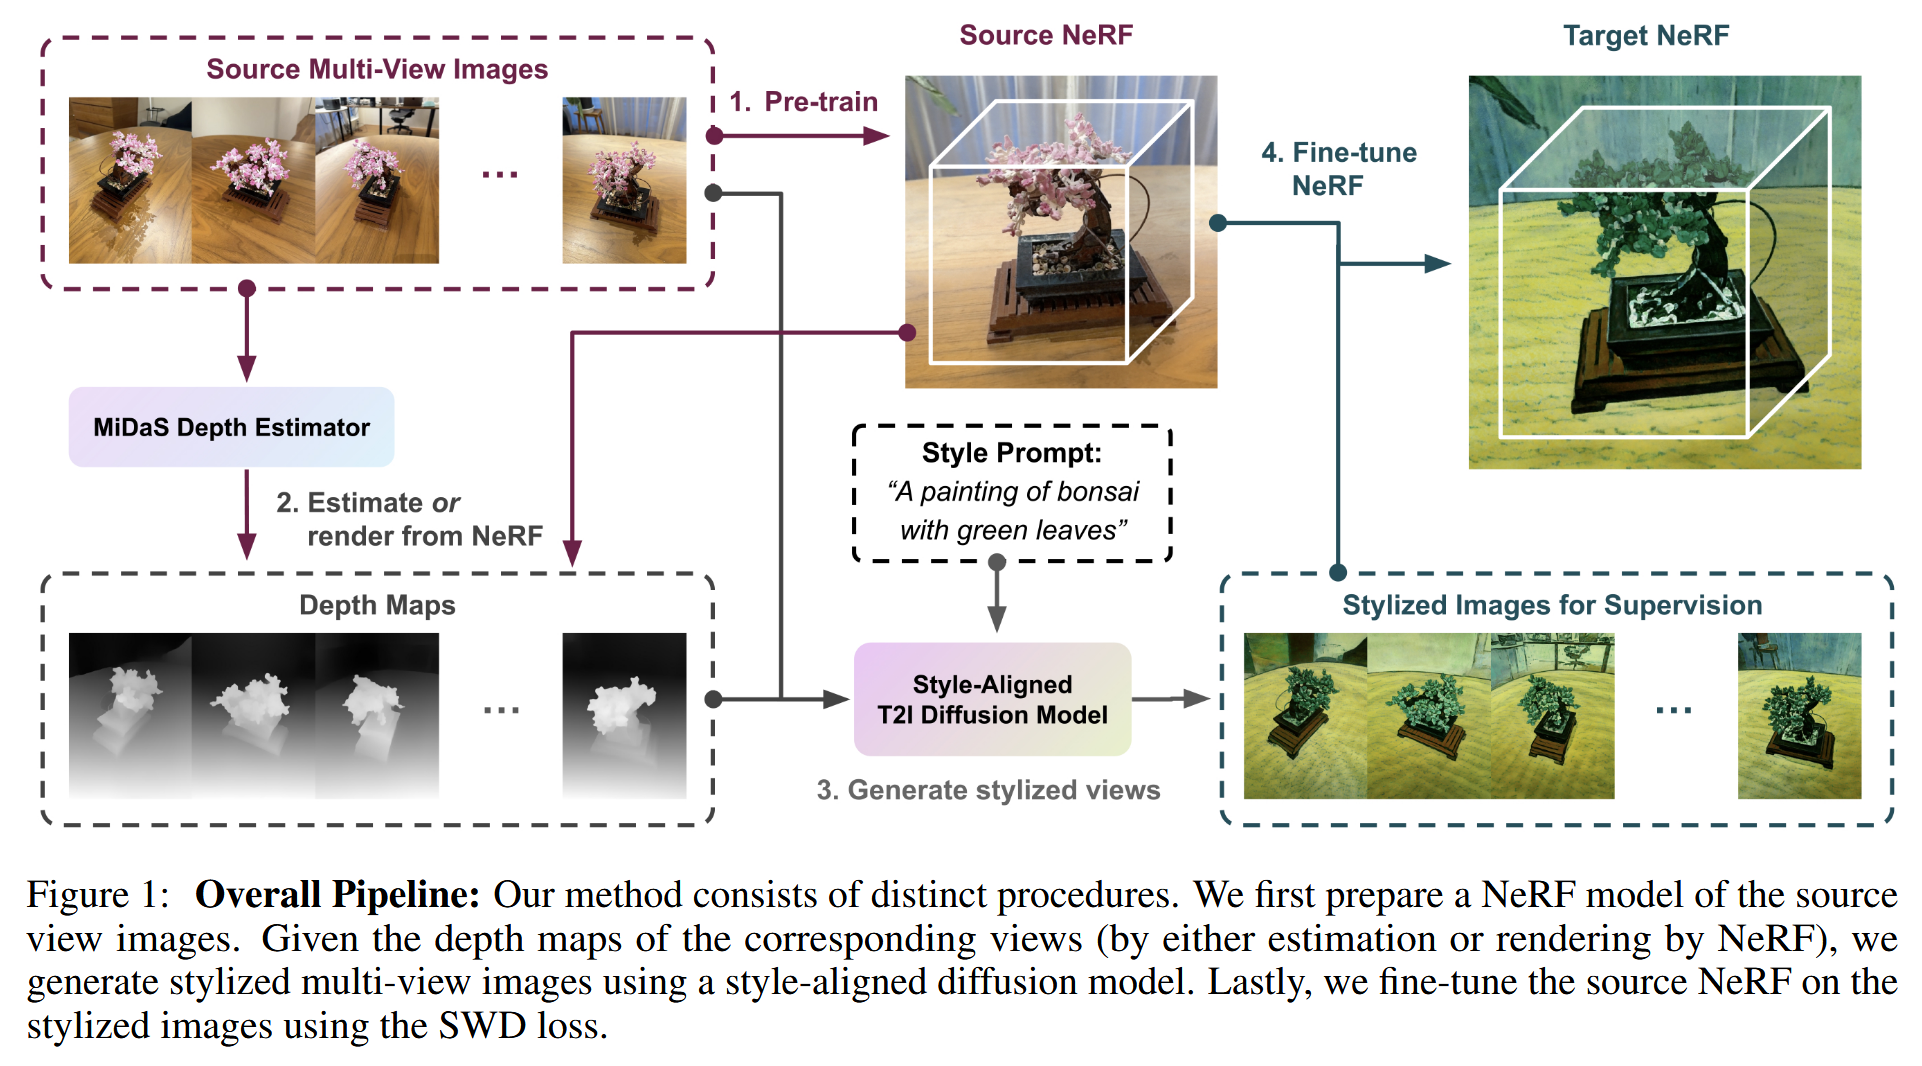 Source Multi-View Images
1. Pre-train
Source NeRF
4. Fine-tune
NeRF
Target NeRF
MiDaS Depth Estimator
2. Estimate or
render from NeRF
Style Prompt:
“A painting of bonsai
with green leaves”
Depth Maps
Style-Aligned
T2I Diffusion Model
3. Generate stylized views
Stylized Images for Supervision
Figure 1: Overall Pipeline: Our method consists of distinct procedures. We first prepare a NeRF model of the source
view images. Given the depth maps of the corresponding views (by either estimation or rendering by NeRF), we
generate stylized multi-view images using a style-aligned diffusion model. Lastly, we fine-tune the source NeRF on the
stylized images using the SWD loss.